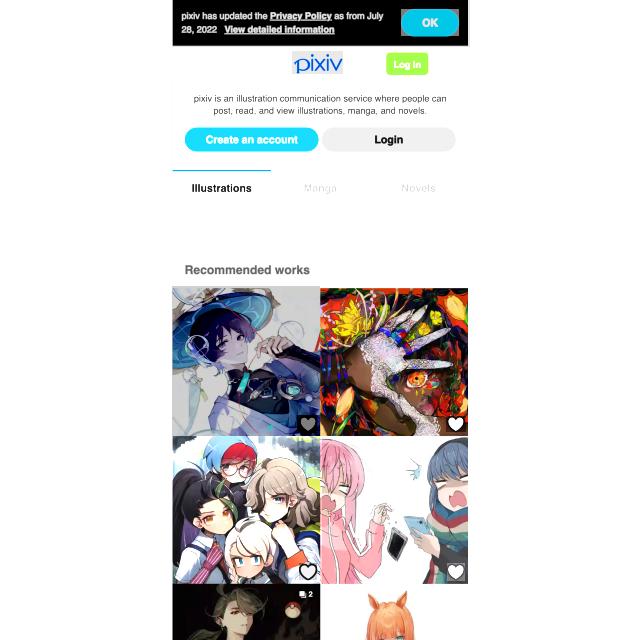 pixiv has updated the Privacy Policy as from July
28, 2022 View detailed information
OK
pixiv
Log in
pixiv is an illustration communication service where people can
post, read, and view illustrations, manga, and novels.
Create an account
Login
Illustrations
Manga
Novels
Recommended works
2